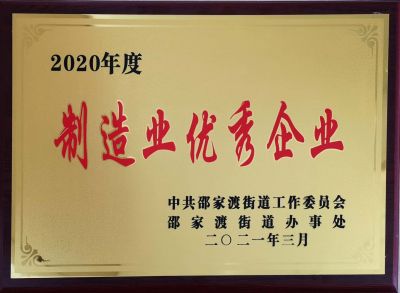 2020年度
制造业优秀企业
中共邵家渡街道工作委员会
邵家渡街道办事处
二〇二一年三月